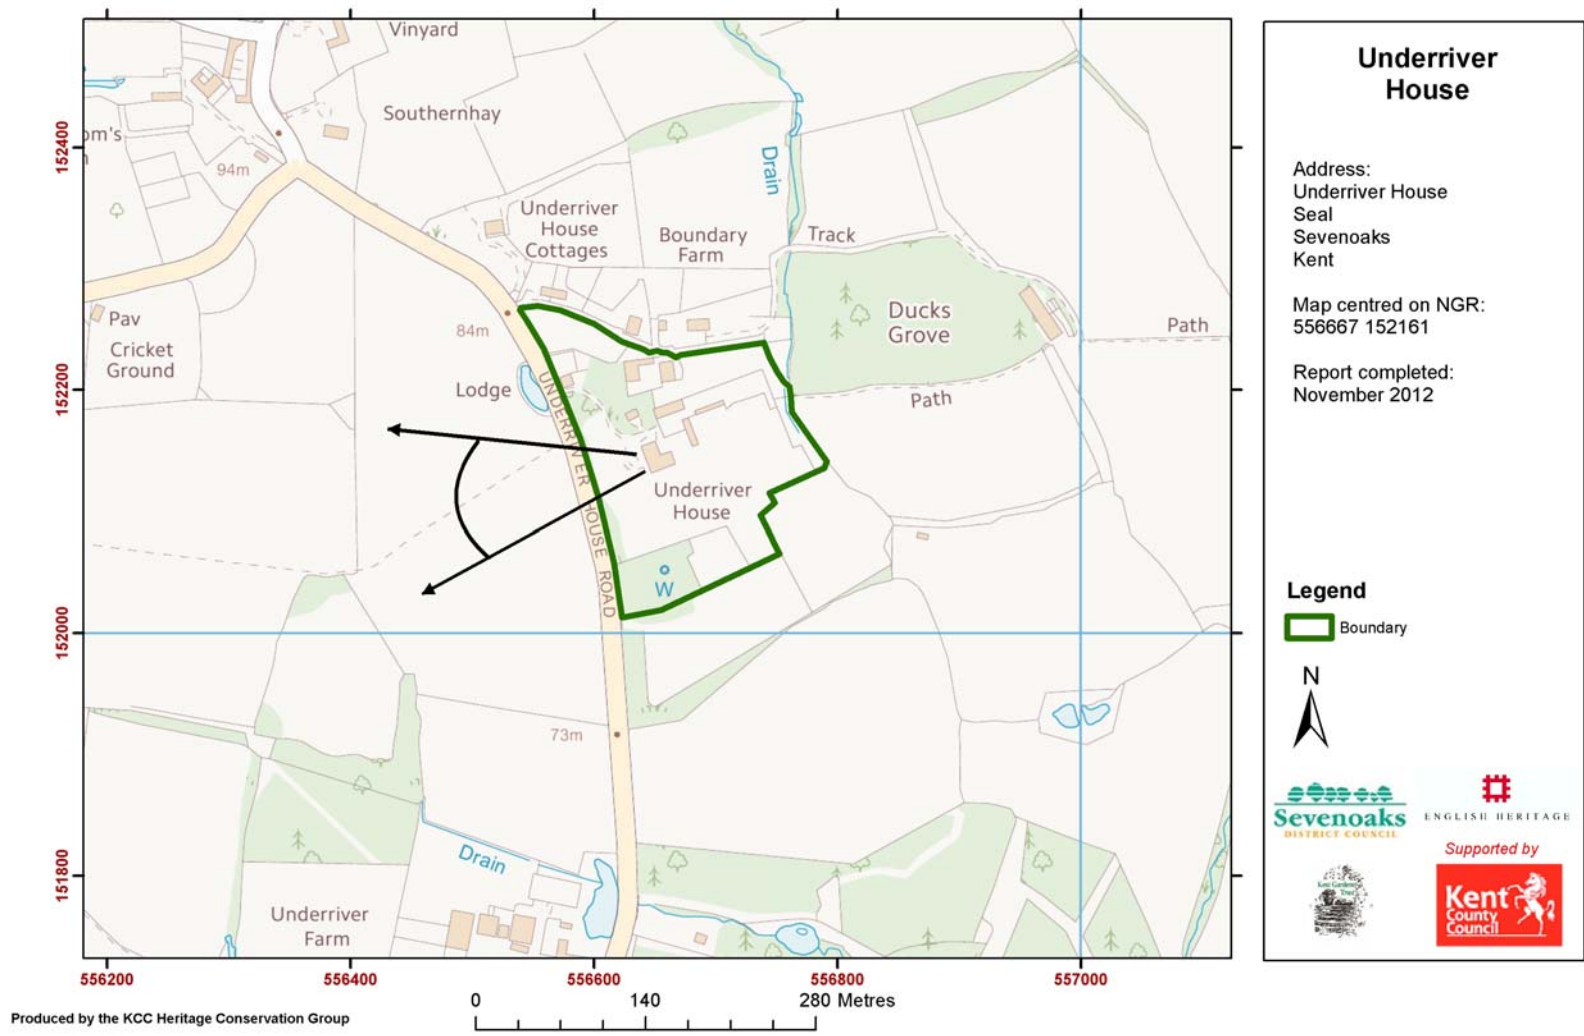 Vinyard
Southernhay
om's
94m
Drain
Underriver
House
Cottages
Boundary
Farm
Track
Ducks
Grove
Path
Pav
Cricket
Ground
84m
Lodge
Path
UNDERRIVER HOUSE ROAD
Underriver
House
W
73m
Drain
Underriver
Farm
152400
152200
152000
151800
556200
556400
556600
556800
557000
0
140
280 Metres
Produced by the KCC Heritage Conservation Group
Underriver
House
Address:
Underriver House
Seal
Sevenoaks
Kent
Map centred on NGR:
556667 152161
Report completed:
November 2012
Legend
Boundary
N
Sevenoaks
DISTRICT COUNCIL
ENGLISH HERITAGE
Supported by
Kent Gardens
Trust
Kent
County
Council